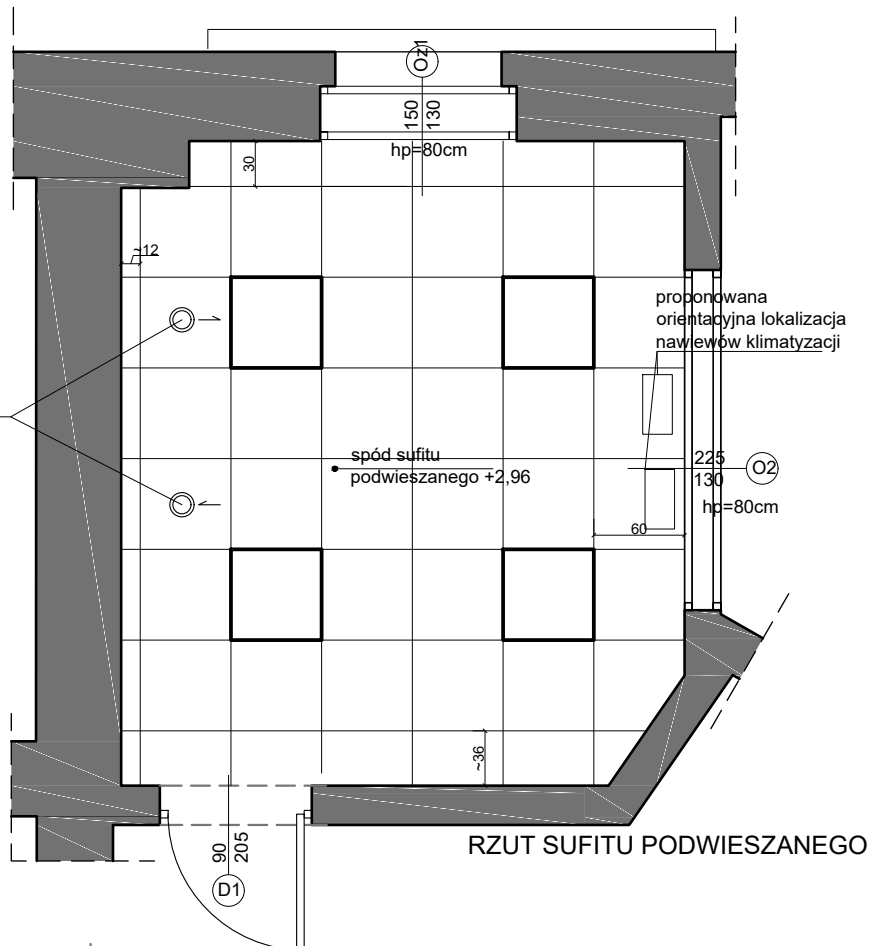 Oz1
150
130
hp=80cm
30
~12
proponowana
orientacyjna lokalizacja
nawiewów klimatyzacji
spód sufitu
podwieszanego +2,96
225
130
O2
hp=80cm
60
~36
90
205
D1
RZUT SUFITU PODWIESZANEGO